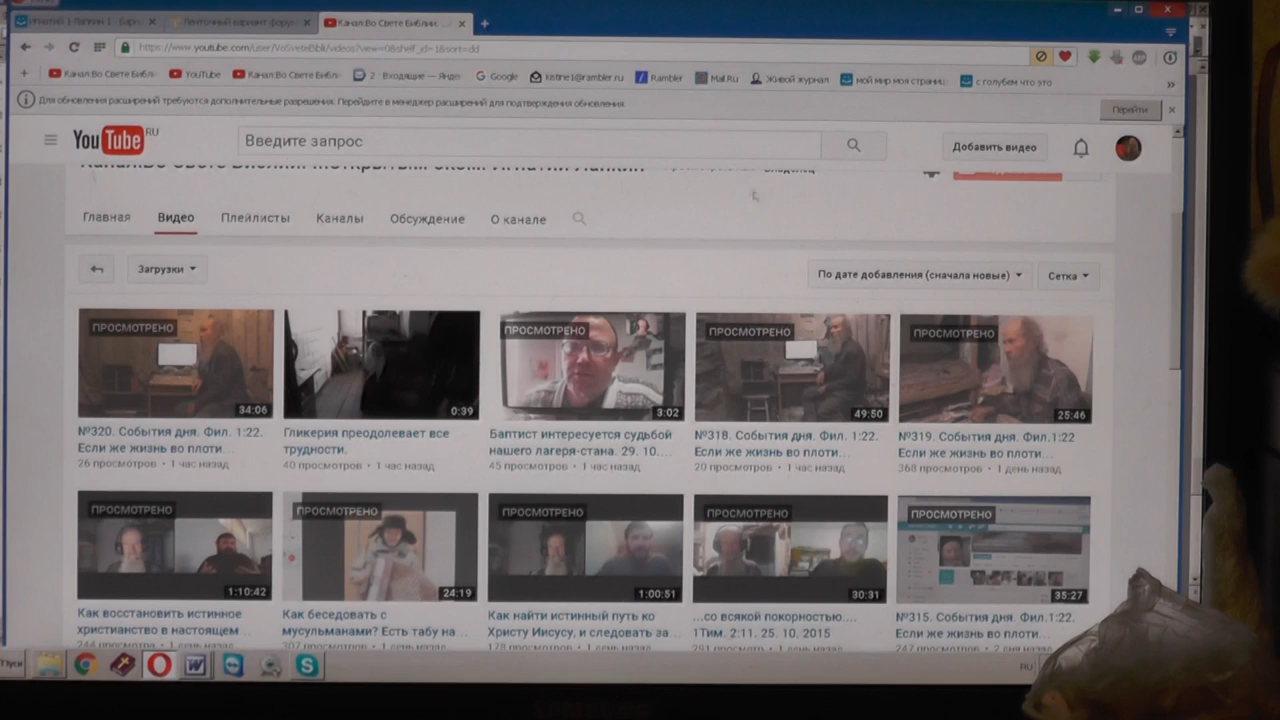 Канал:Во Свете Библии
https://www.youtube.com/user/VoSveteBibli/videos?view=0&shelf_id=1&sort=dd
Канал:Во Свете Библ
YouTube
Канал:Во Свете Библ
2 · Входящие — Янде
Google
kistine1@rambler.ru
Rambler
Mail.Ru
Живой журнал
мой мир моя страниц
с голубем что это
Для обновления расширений требуются дополнительные разрешения. Перейдите в менеджер расширений для подтверждения обновления.
Перейти
YouTube RU
Введите запрос
Добавить видео
Главная
Видео
Плейлисты
Каналы
Обсуждение
О канале
Загрузки
По дате добавления (сначала новые)
Сетка
ПРОСМОТРЕНО
34:06
0:39
ПРОСМОТРЕНО
3:02
ПРОСМОТРЕНО
49:50
ПРОСМОТРЕНО
25:46
№320. События дня. Фил. 1:22.
Если же жизнь во плоти...
26 просмотров • 1 час назад
Гликерия преодолевает все
трудности.
40 просмотров • 1 час назад
Баптист интересуется судьбой
нашего лагеря-стана. 29. 10....
45 просмотров • 1 час назад
№318. События дня. Фил. 1:22.
Если же жизнь во плоти...
20 просмотров • 1 час назад
№319. События дня. Фил.1:22
Если же жизнь во плоти...
368 просмотров • 1 день назад
ПРОСМОТРЕНО
1:10:42
ПРОСМОТРЕНО
24:19
ПРОСМОТРЕНО
1:00:51
ПРОСМОТРЕНО
30:31
ПРОСМОТРЕНО
35:27
Как восстановить истинное
христианство в настоящем...
Как беседовать с
мусульманами? Есть табу на...
Как найти истинный путь ко
Христу Иисусу, и следовать за...
...со всякой покорностью....
1Тим. 2:11. 25. 10. 2015
№315. События дня. Фил.1:22.
Если же жизнь во плоти...
RU